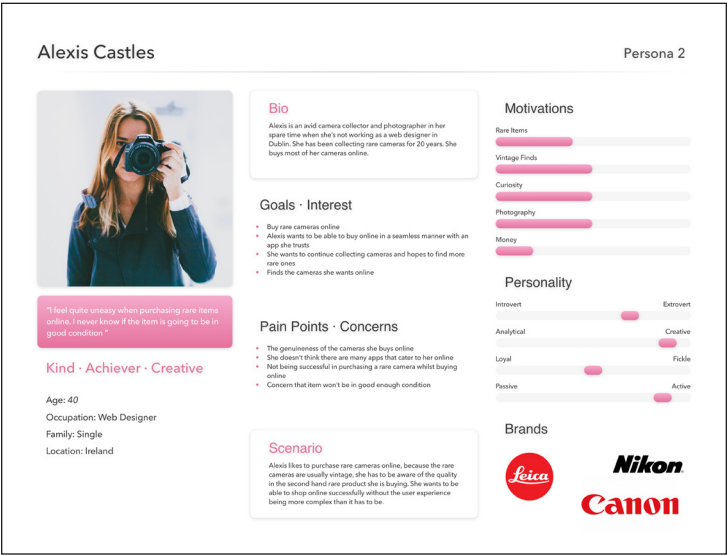 Alexis Castles
Persona 2
"I feel quite uneasy when purchasing rare items
online, I never know if the item is going to be in
good condition "
Kind · Achiever · Creative
Age: 40
Occupation: Web Designer
Family: Single
Location: Ireland
Bio
Alexis is an avid camera collector and photographer in her
spare time when she's not working as a web designer in
Dublin. She has been collecting rare cameras for 20 years. She
buys most of her cameras online.
Goals · Interest
Buy rare cameras online
Alexis wants to be able to buy online in a seamless manner with an
app she trusts
She wants to continue collecting cameras and hopes to find more
rare ones
Finds the cameras she wants online
Pain Points · Concerns
The genuineness of the cameras she buys online
She doesn't think there are many apps that cater to her online
Not being successful in purchasing a rare camera whilst buying
online
Concern that item won't be in good enough condition
Scenario
Alexis likes to purchase rare cameras online, because the rare
cameras are usually vintage, she has to be aware of the quality
in the second hand rare product she is buying. She wants to be
able to shop online successfully without the user experience
being more complex than it has to be.
Motivations
Rare Items
Vintage Finds
Curiosity
Photography
Money
Personality
Introvert Extrovert
Analytical Creative
Loyal Fickle
Passive Active
Brands
Leica
Nikon
Canon